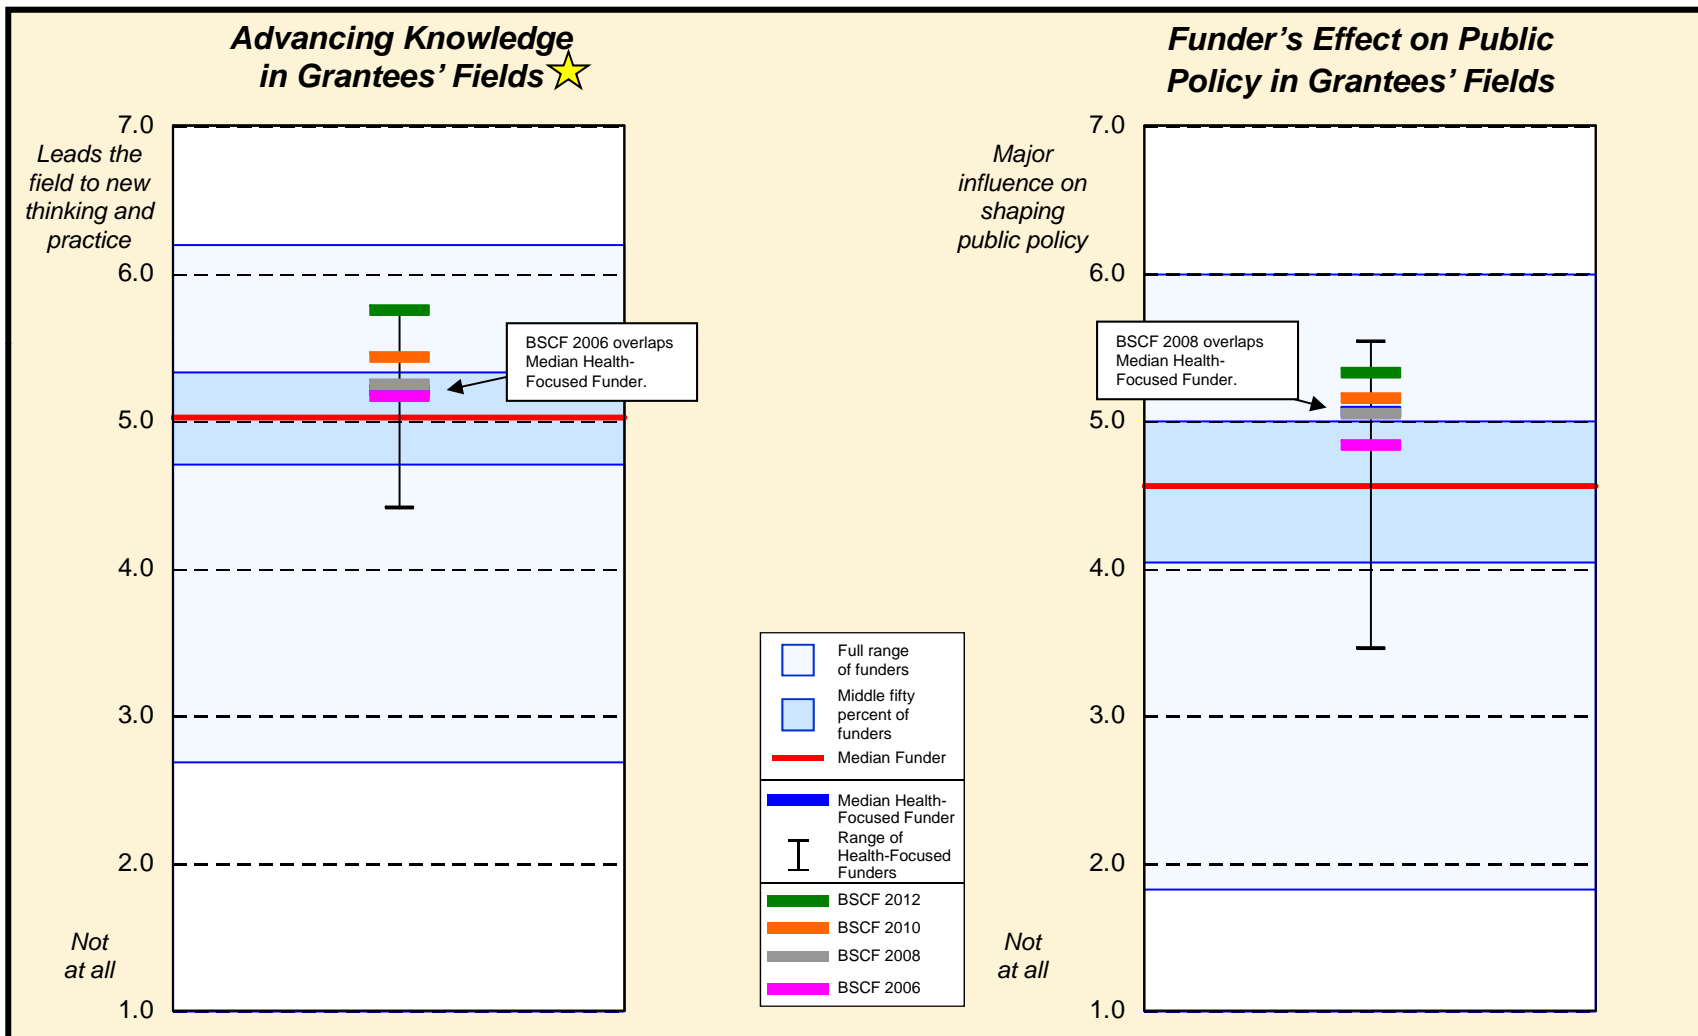 Advancing Knowledge
in Grantees' Fields
7.0
Leads the
field to new
thinking and
practice
6.0
BSCF 2006 overlaps
Median Health-
Focused Funder.
5.0
4.0
3.0
2.0
Not
at all
1.0
Full range
of funders
Middle fifty
percent of
funders
Median Funder
Median Health-
Focused Funder
Range of
Health-Focused
Funders
BSCF 2012
BSCF 2010
BSCF 2008
BSCF 2006
Funder's Effect on Public
Policy in Grantees' Fields
7.0
Major
influence on
shaping
public policy
6.0
BSCF 2008 overlaps
Median Health-
Focused Funder.
5.0
4.0
3.0
2.0
Not
at all
1.0